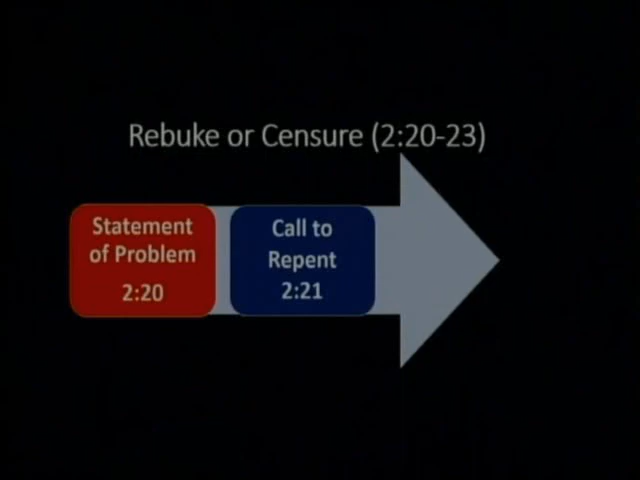 Rebuke or Censure (2:20-23)
Statement
of Problem
2:20
Call to
Repent
2:21